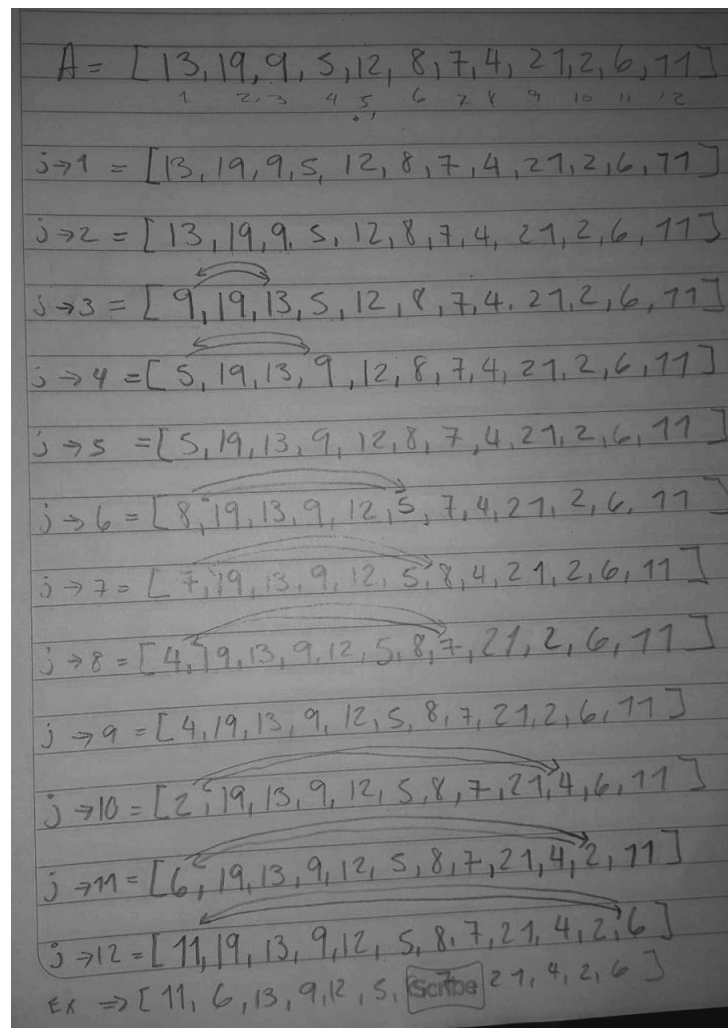 A = [13, 19, 9, 5, 12, 8, 7, 4, 21, 2, 6, 11]
1 2 3 4 5 6 7 8 9 10 11 12
j→1 = [13, 19, 9, 5, 12, 8, 7, 4, 21, 2, 6, 11]
j→2 = [13, 19, 9, 5, 12, 8, 7, 4, 21, 2, 6, 11]
j→3 = [9, 19, 13, 5, 12, 8, 7, 4, 21, 2, 6, 11]
j→4 = [5, 19, 13, 9, 12, 8, 7, 4, 21, 2, 6, 11]
j→5 = [5, 19, 13, 9, 12, 8, 7, 4, 21, 2, 6, 11]
j→6 = [8, 19, 13, 9, 12, 5, 7, 4, 21, 2, 6, 11]
j→7 = [7, 19, 13, 9, 12, 5, 8, 4, 21, 2, 6, 11]
j→8 = [4, 19, 13, 9, 12, 5, 8, 7, 21, 2, 6, 11]
j→9 = [4, 19, 13, 9, 12, 5, 8, 7, 21, 2, 6, 11]
j→10 = [2, 19, 13, 9, 12, 5, 8, 7, 21, 4, 6, 11]
j→11 = [6, 19, 13, 9, 12, 5, 8, 7, 21, 4, 2, 11]
j→12 = [11, 19, 13, 9, 12, 5, 8, 7, 21, 4, 2, 6]
EX ⇒ [11, 6, 13, 9, 12, 5, Scribe 7 21, 4, 2, 6]